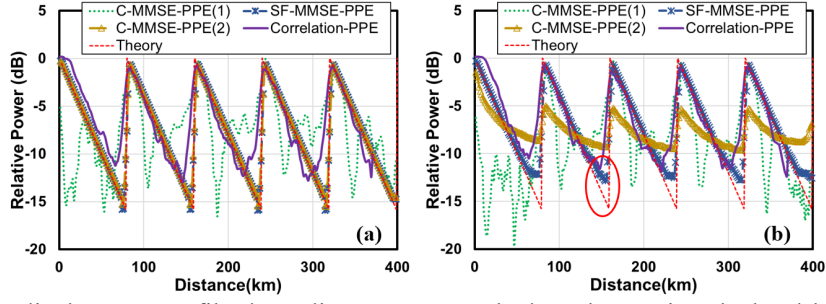 C-MMSE-PPE(1) SF-MMSE-PPE
C-MMSE-PPE(2) Correlation-PPE
Theory
Relative Power (dB)
5
0
-5
-10
-15
-20
0 100 200 300 400
Distance(km)
(a)
C-MMSE-PPE(1) SF-MMSE-PPE
C-MMSE-PPE(2) Correlation-PPE
Theory
Relative Power (dB)
5
0
-5
-10
-15
-20
0 100 200 300 400
Distance(km)
(b)